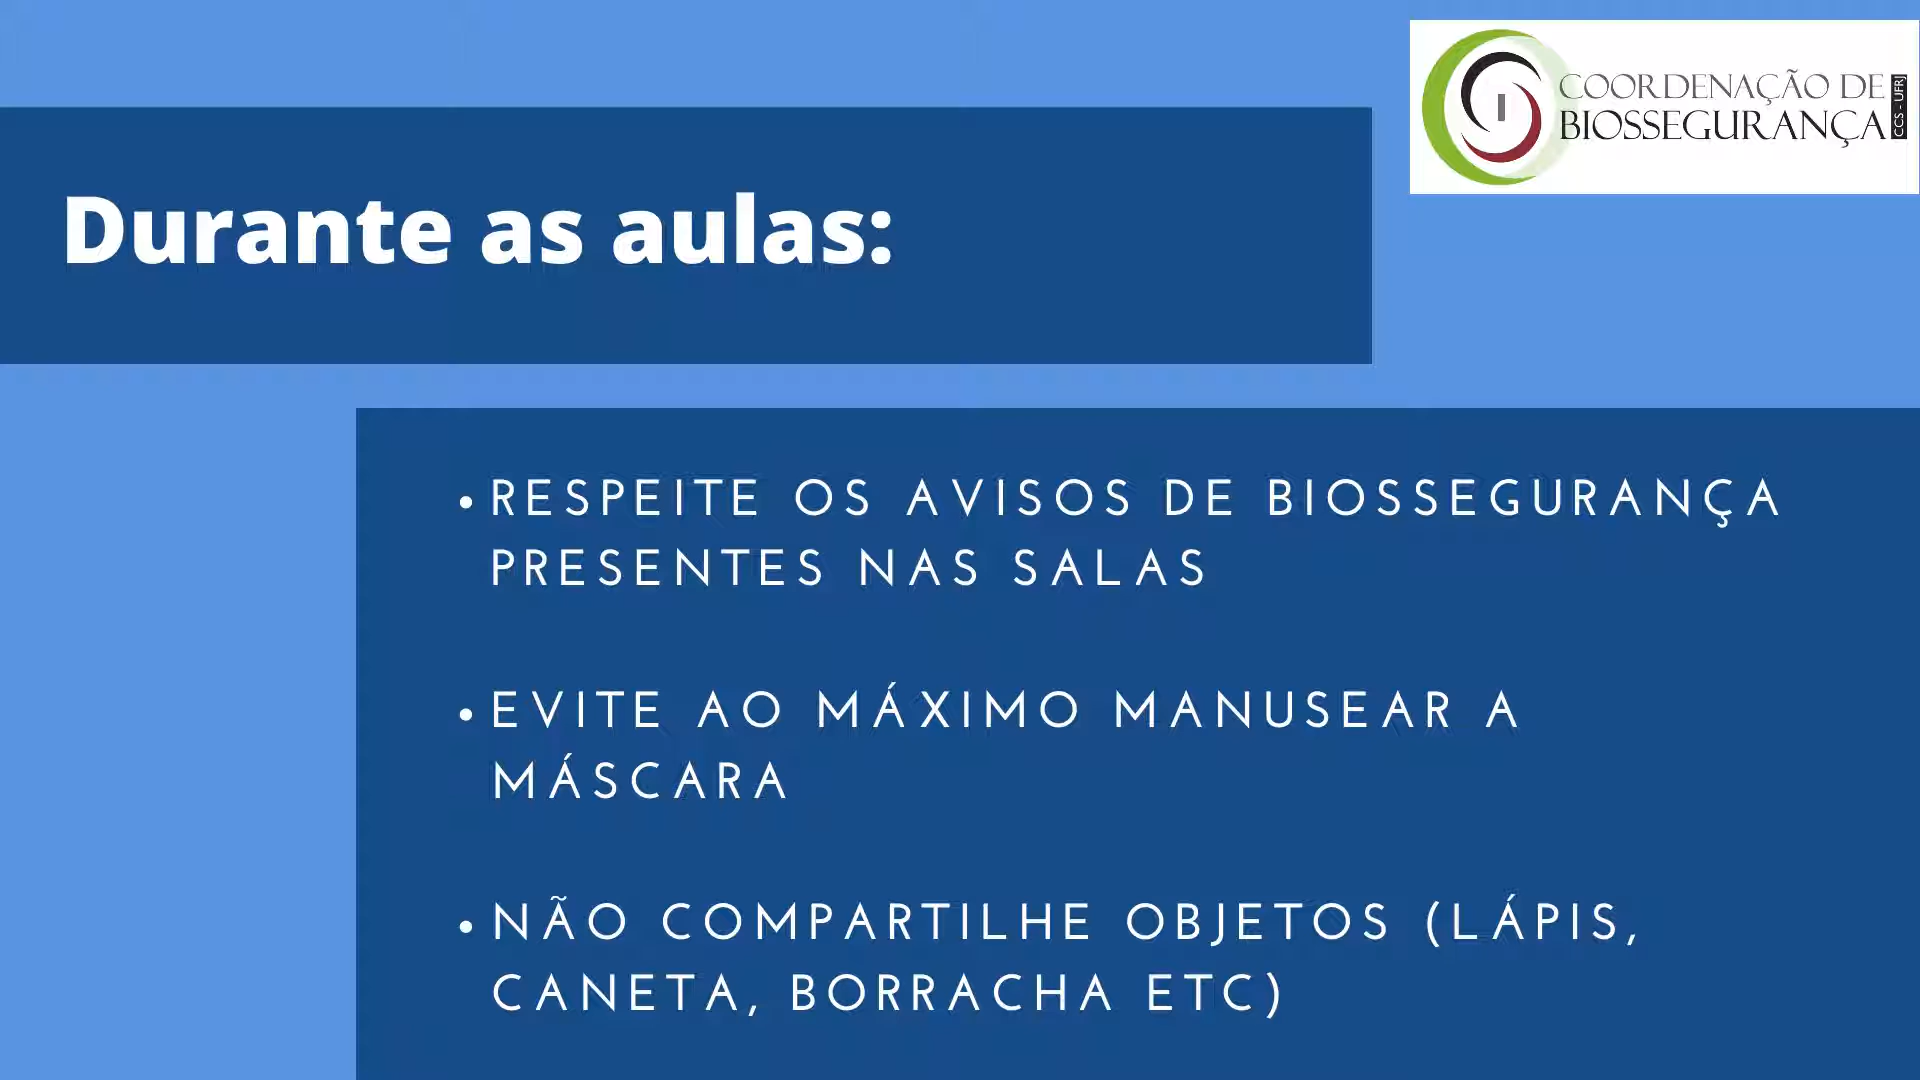 COORDENAÇÃO DE
BIOSSEGURANÇA
CCS - UFRJ
Durante as aulas:
• RESPEITE OS AVISOS DE BIOSSEGURANÇA
PRESENTES NAS SALAS
• EVITE AO MÁXIMO MANUSEAR A
MÁSCARA
• NÃO COMPARTILHE OBJETOS (LÁPIS,
CANETA, BORRACHA ETC)